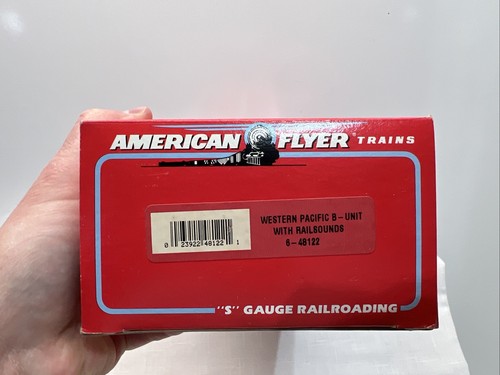 AMERICAN FLYER TRAINS
WESTERN PACIFIC B-UNIT
WITH RAILSOUNDS
6-48122
0 23922 48122 1
"S" GAUGE RAILROADING